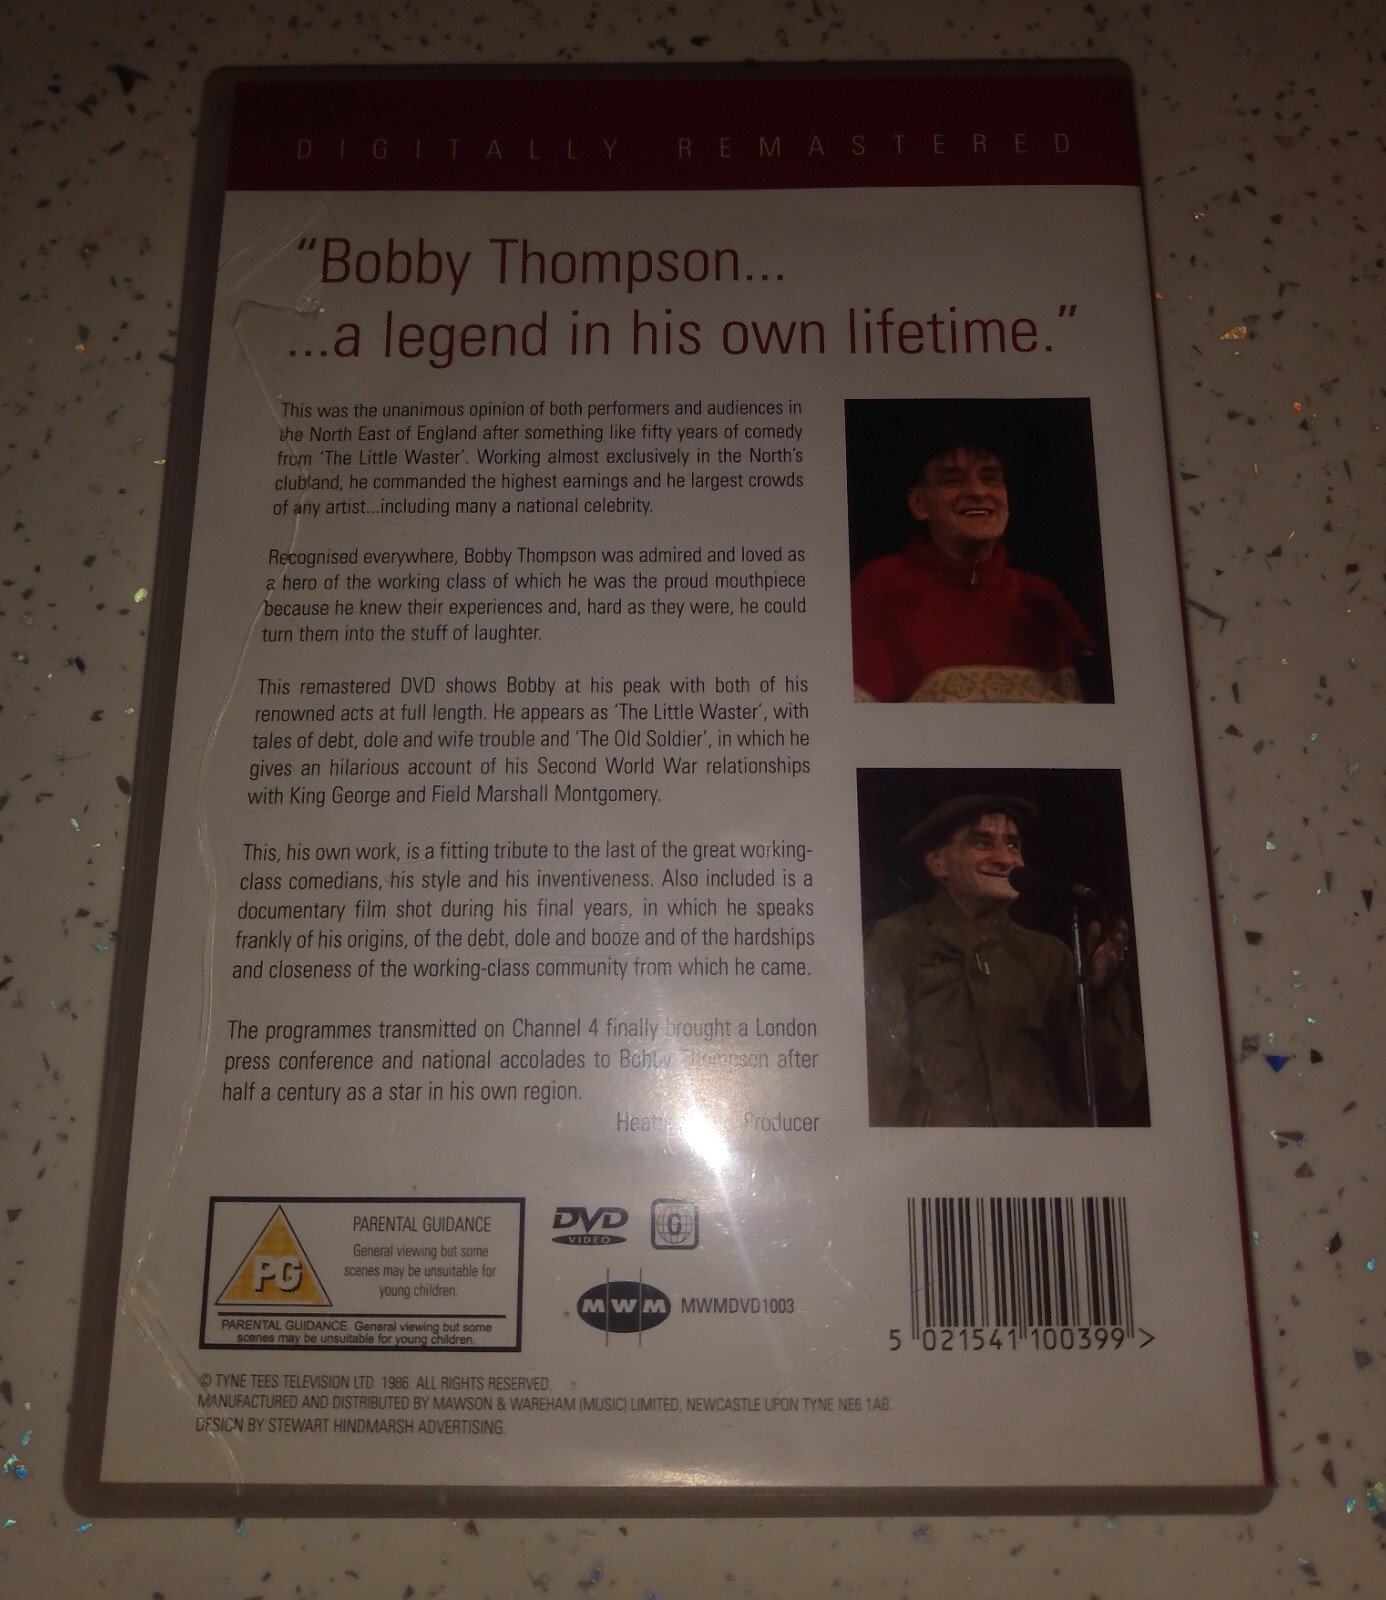 DIGITALLY REMASTERED
“Bobby Thompson...
...a legend in his own lifetime.”
This was the unanimous opinion of both performers and audiences in
the North East of England after something like fifty years of comedy
from ‘The Little Waster’. Working almost exclusively in the North’s
clubland, he commanded the highest earnings and he largest crowds
of any artist...including many a national celebrity.
Recognised everywhere, Bobby Thompson was admired and loved as
a hero of the working class of which he was the proud mouthpiece
because he knew their experiences and, hard as they were, he could
turn them into the stuff of laughter.
This remastered DVD shows Bobby at his peak with both of his
renowned acts at full length. He appears as ‘The Little Waster’, with
tales of debt, dole and wife trouble and ‘The Old Soldier’, in which he
gives an hilarious account of his Second World War relationships
with King George and Field Marshall Montgomery.
This, his own work, is a fitting tribute to the last of the great working-
class comedians, his style and his inventiveness. Also included is a
documentary film shot during his final years, in which he speaks
frankly of his origins, of the debt, dole and booze and of the hardships
and closeness of the working-class community from which he came.
The programmes transmitted on Channel 4 finally brought a London
press conference and national accolades to Bobby Thompson after
half a century as a star in his own region.
Producer
PARENTAL GUIDANCE
General viewing but some
scenes may be unsuitable for
young children.
PG
PARENTAL GUIDANCE. General viewing but some
scenes may be unsuitable for young children.
DVD
VIDEO
0
MWM MWMDVD1003
5 021541 100399 >
© TYNE TEES TELEVISION LTD. 1986. ALL RIGHTS RESERVED.
MANUFACTURED AND DISTRIBUTED BY MAWSON & WAREHAM (MUSIC) LIMITED, NEWCASTLE UPON TYNE NE6 1AB.
DESIGN BY STEWART HINDMARSH ADVERTISING.